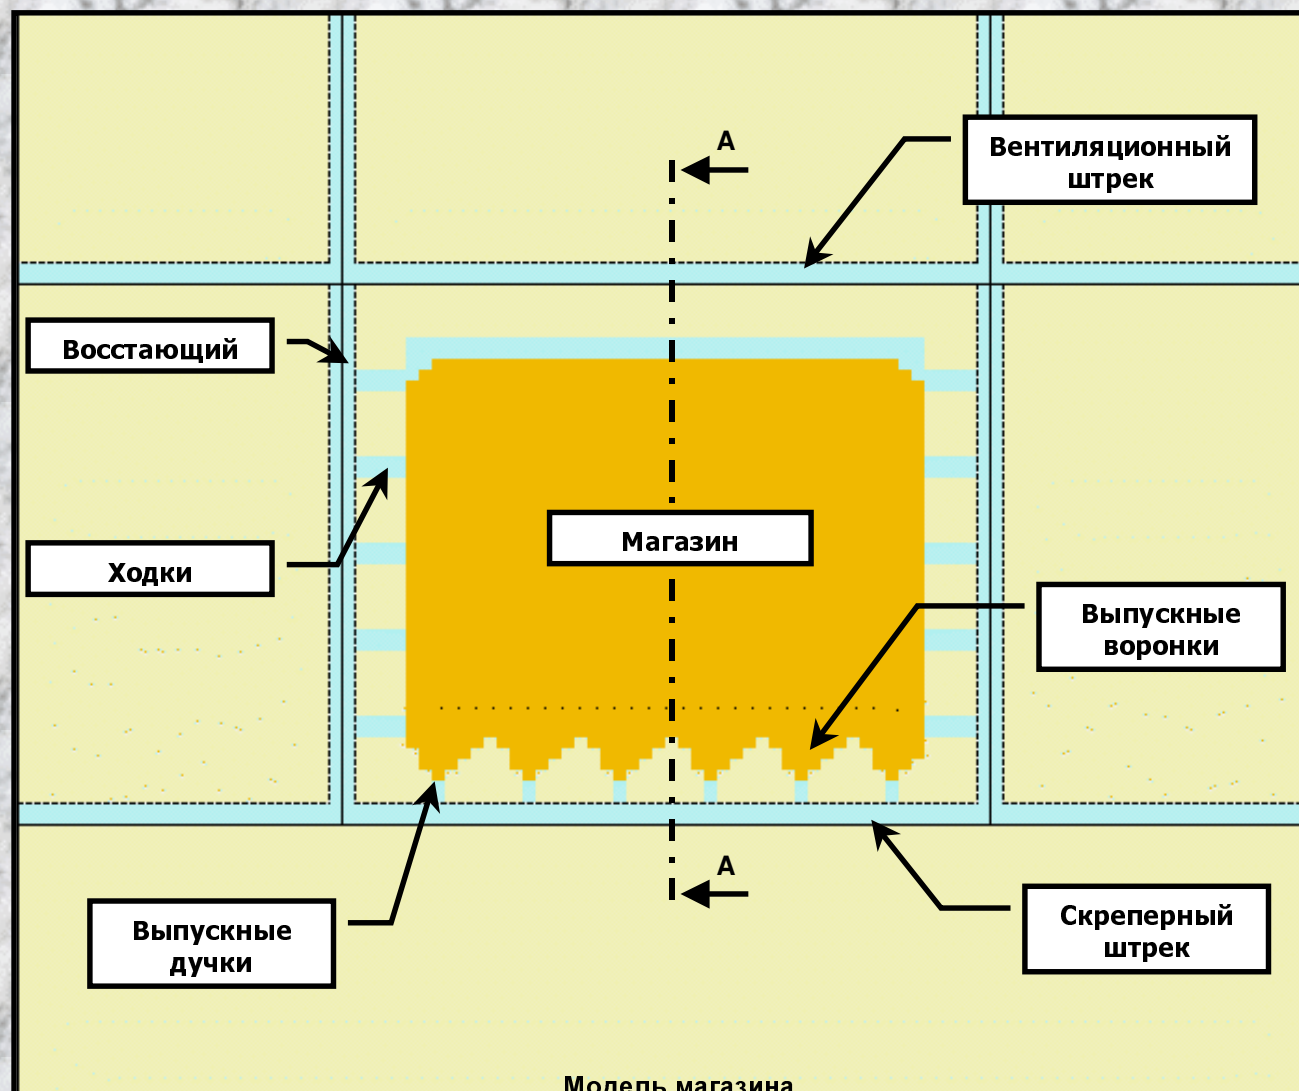 А
Вентиляционный
штрек
Восстающий
Магазин
Ходки
Выпускные
воронки
А
Выпускные
дучки
Скреперный
штрек
Модель магазина